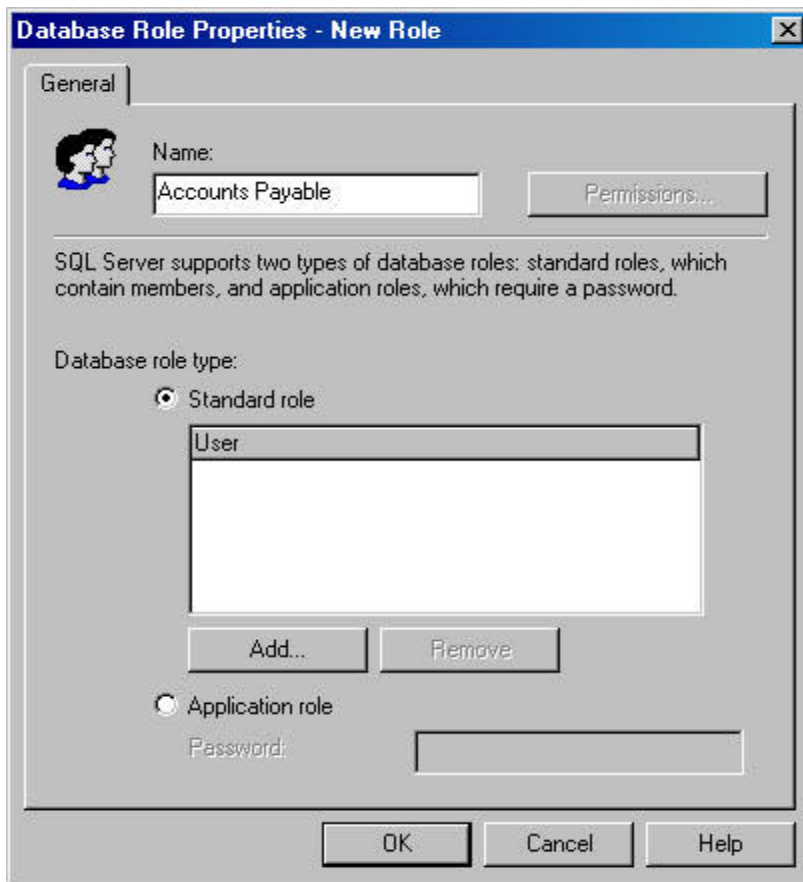 Database Role Properties - New Role
General
Name:
Accounts Payable
Permissions...
SQL Server supports two types of database roles: standard roles, which
contain members, and application roles, which require a password.
Database role type:
Standard role
User
Add...
Remove
Application role
Password:
OK
Cancel
Help